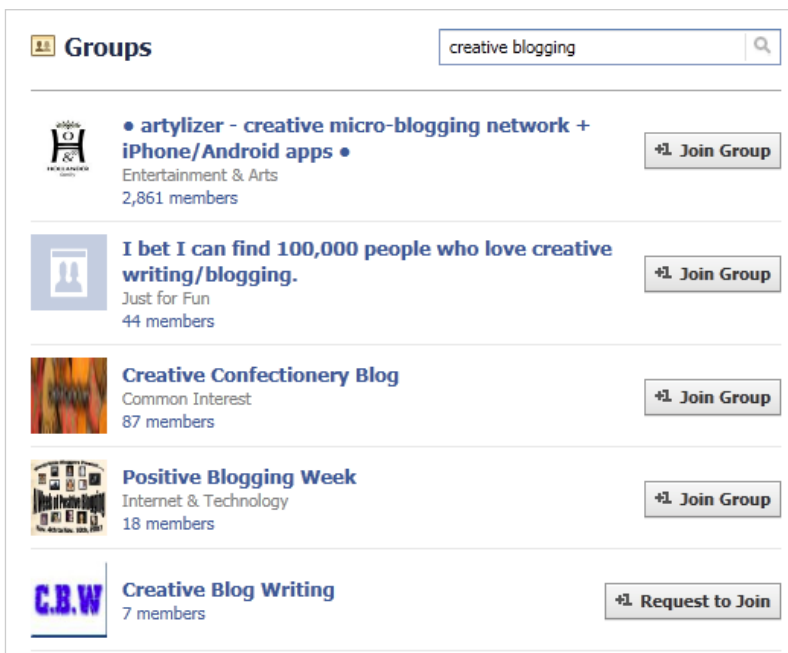 Groups
creative blogging
• artylizer - creative micro-blogging network +
iPhone/Android apps •
Entertainment & Arts
2,861 members
+1 Join Group
I bet I can find 100,000 people who love creative
writing/blogging.
Just for Fun
44 members
+1 Join Group
Creative Confectionery Blog
Common Interest
87 members
+1 Join Group
Positive Blogging Week
Internet & Technology
18 members
+1 Join Group
C.B.W
Creative Blog Writing
7 members
+1 Request to Join